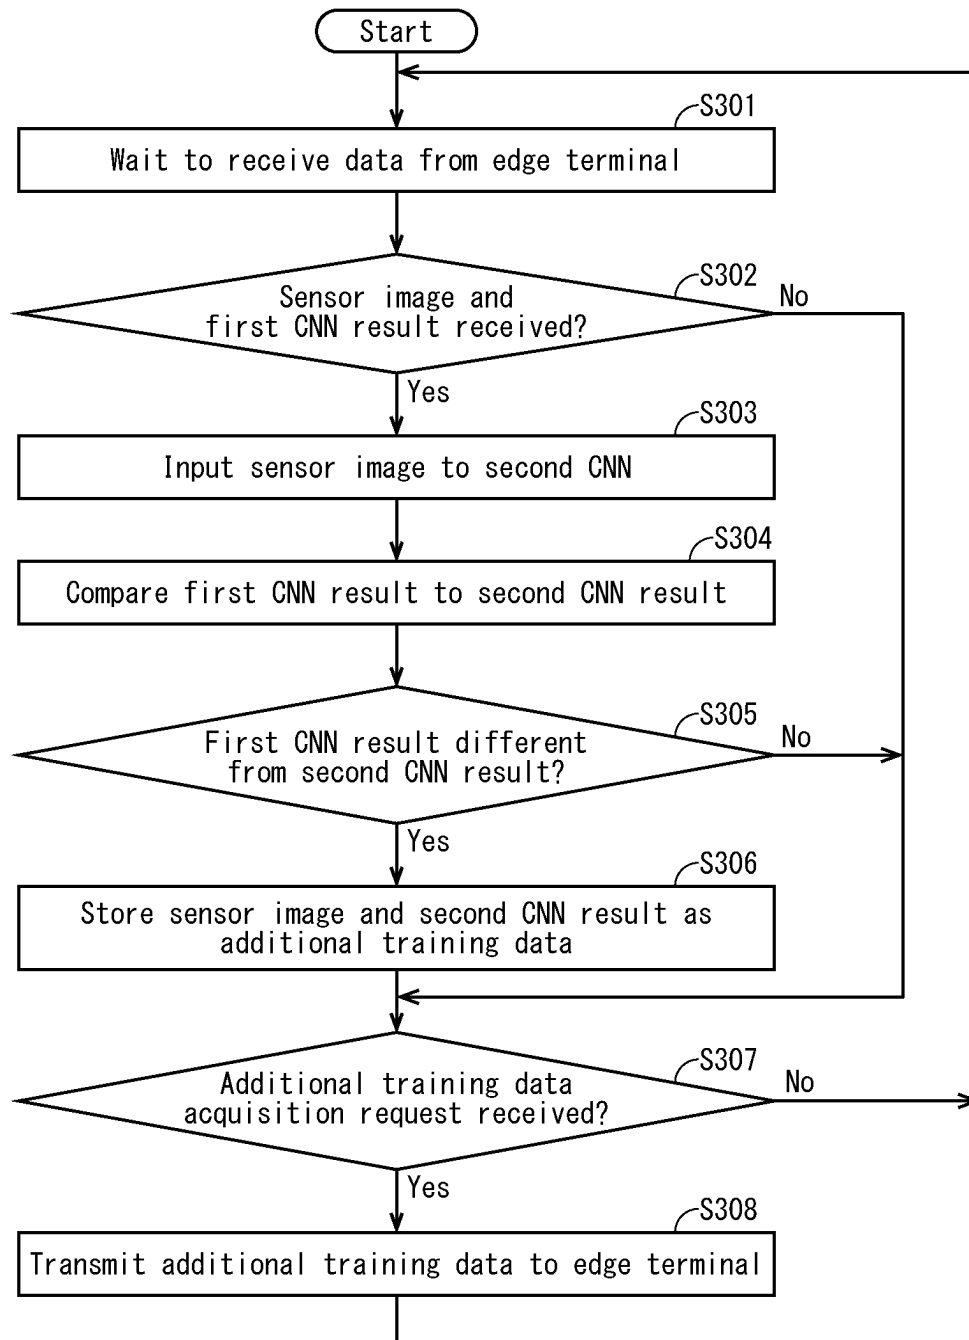 Start
S301
Wait to receive data from edge terminal
S302
Sensor image and
first CNN result received?
No
Yes
S303
Input sensor image to second CNN
S304
Compare first CNN result to second CNN result
S305
First CNN result different
from second CNN result?
No
Yes
S306
Store sensor image and second CNN result as
additional training data
S307
Additional training data
acquisition request received?
No
Yes
S308
Transmit additional training data to edge terminal